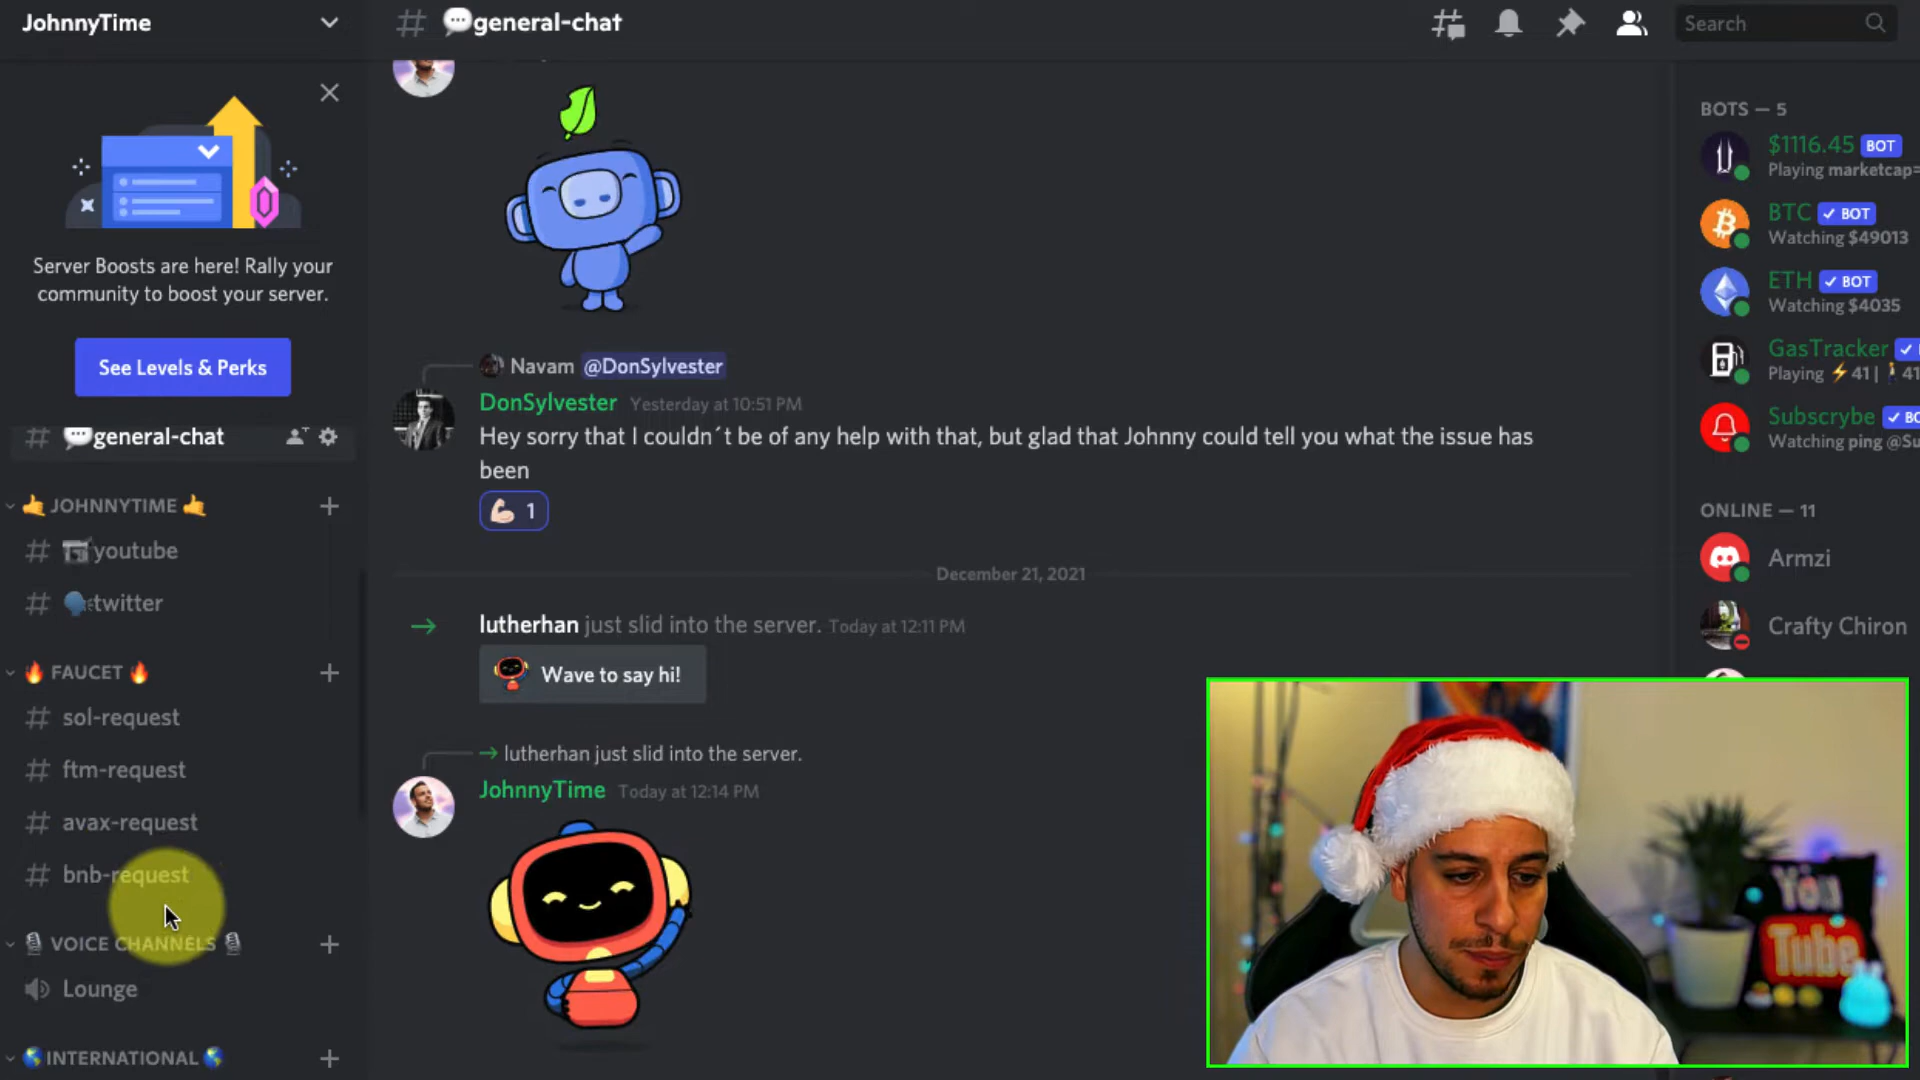 JohnnyTime
general-chat
Search
Server Boosts are here! Rally your
community to boost your server.
See Levels & Perks
general-chat
JOHNNYTIME
youtube
twitter
FAUCET
sol-request
ftm-request
avax-request
bnb-request
VOICE CHANNELS
Lounge
INTERNATIONAL
Navam @DonSylvester
DonSylvester Yesterday at 10:51 PM
Hey sorry that I couldn´t be of any help with that, but glad that Johnny could tell you what the issue has
been
1
December 21, 2021
lutherhan just slid into the server. Today at 12:11 PM
Wave to say hi!
lutherhan just slid into the server.
JohnnyTime Today at 12:14 PM
BOTS — 5
$1116.45 BOT
Playing marketcap=
BTC BOT
Watching $49013
ETH BOT
Watching $4035
GasTracker
Playing ⚡41 | 🚶41
Subscrybe BO
Watching ping @Su
ONLINE — 11
Armzi
Crafty Chiron
You
Tube